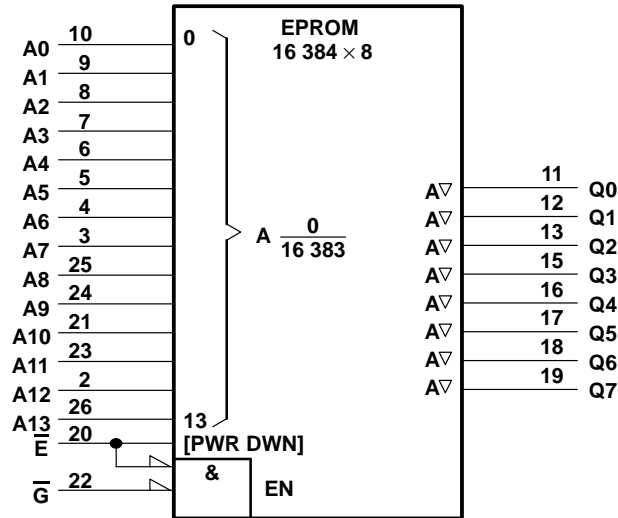 EPROM
16 384 × 8
A0 10 0
A1 9
A2 8
A3 7
A4 6
A5 5
A6 4
A7 3
A8 25
A9 24
A10 21
A11 23
A12 2
A13 26 13
A 0
16 383
A▽ 11 Q0
A▽ 12 Q1
A▽ 13 Q2
A▽ 15 Q3
A▽ 16 Q4
A▽ 17 Q5
A▽ 18 Q6
A▽ 19 Q7
E̅ 20 [PWR DWN]
&
G̅ 22 EN